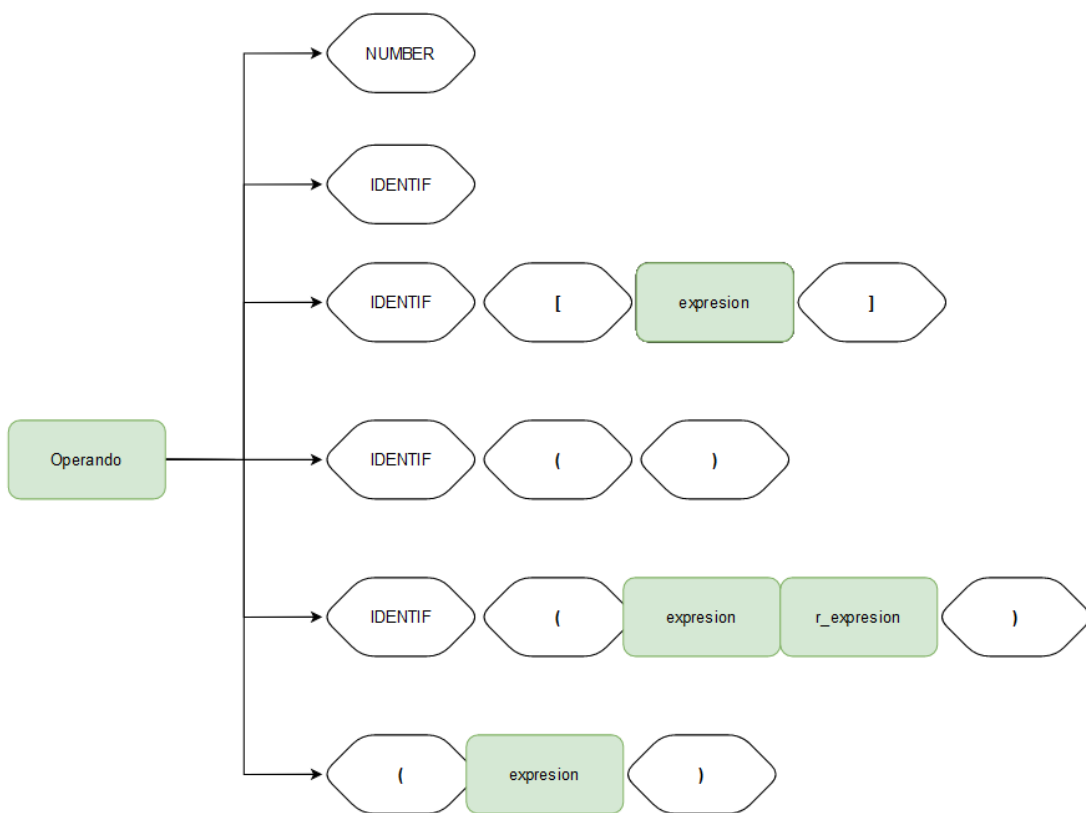 NUMBER
IDENTIF
IDENTIF [ expresion ]
Operando
IDENTIF ( )
IDENTIF ( expresion r_expresion )
( expresion )